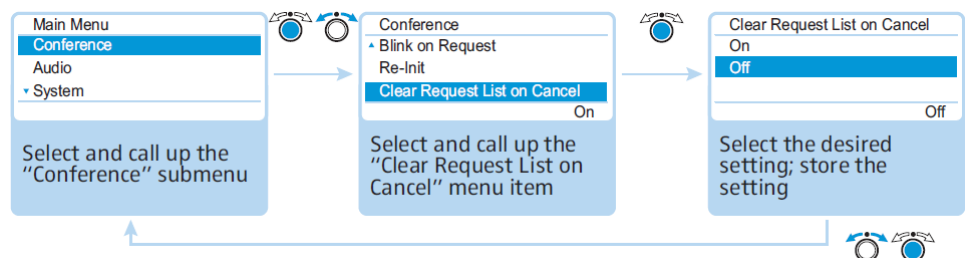 Main Menu
Conference
Audio
System
Select and call up the
“Conference” submenu
Conference
Blink on Request
Re-Init
Clear Request List on Cancel
On
Select and call up the
“Clear Request List on
Cancel” menu item
Clear Request List on Cancel
On
Off
Off
Select the desired
setting; store the
setting